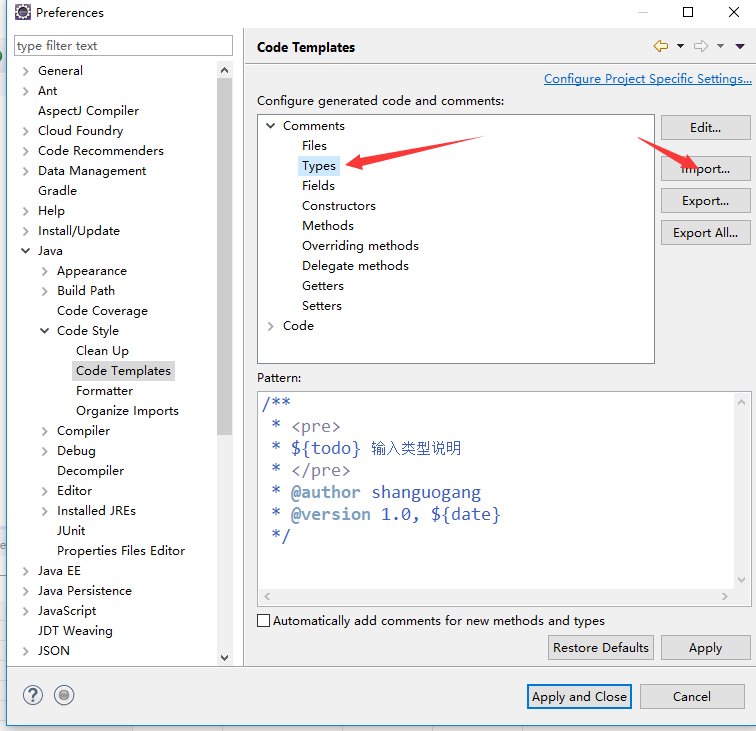 Preferences
type filter text
General
Ant
AspectJ Compiler
Cloud Foundry
Code Recommenders
Data Management
Gradle
Help
Install/Update
Java
Appearance
Build Path
Code Coverage
Code Style
Clean Up
Code Templates
Formatter
Organize Imports
Compiler
Debug
Decompiler
Editor
Installed JREs
JUnit
Properties Files Editor
Java EE
Java Persistence
JavaScript
JDT Weaving
JSON
Code Templates
Configure Project Specific Settings...
Configure generated code and comments:
Comments
Files
Types
Fields
Constructors
Methods
Overriding methods
Delegate methods
Getters
Setters
Code
Edit...
Import...
Export...
Export All...
Pattern:
/**
* <pre>
* ${todo} 输入类型说明
* </pre>
* @author shanguogang
* @version 1.0, ${date}
*/
Automatically add comments for new methods and types
Restore Defaults
Apply
Apply and Close
Cancel